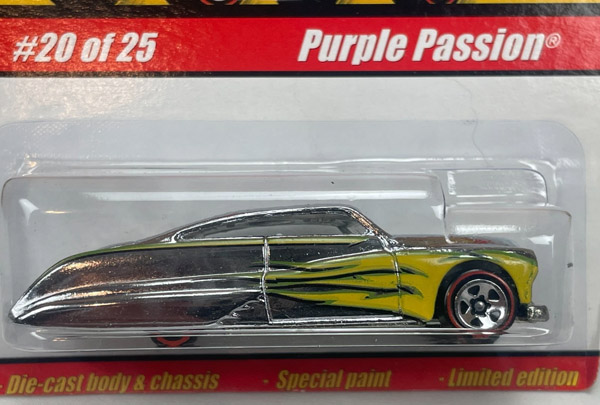 #20 of 25
Purple Passion®
· Die-cast body & chassis · Special paint · Limited edition